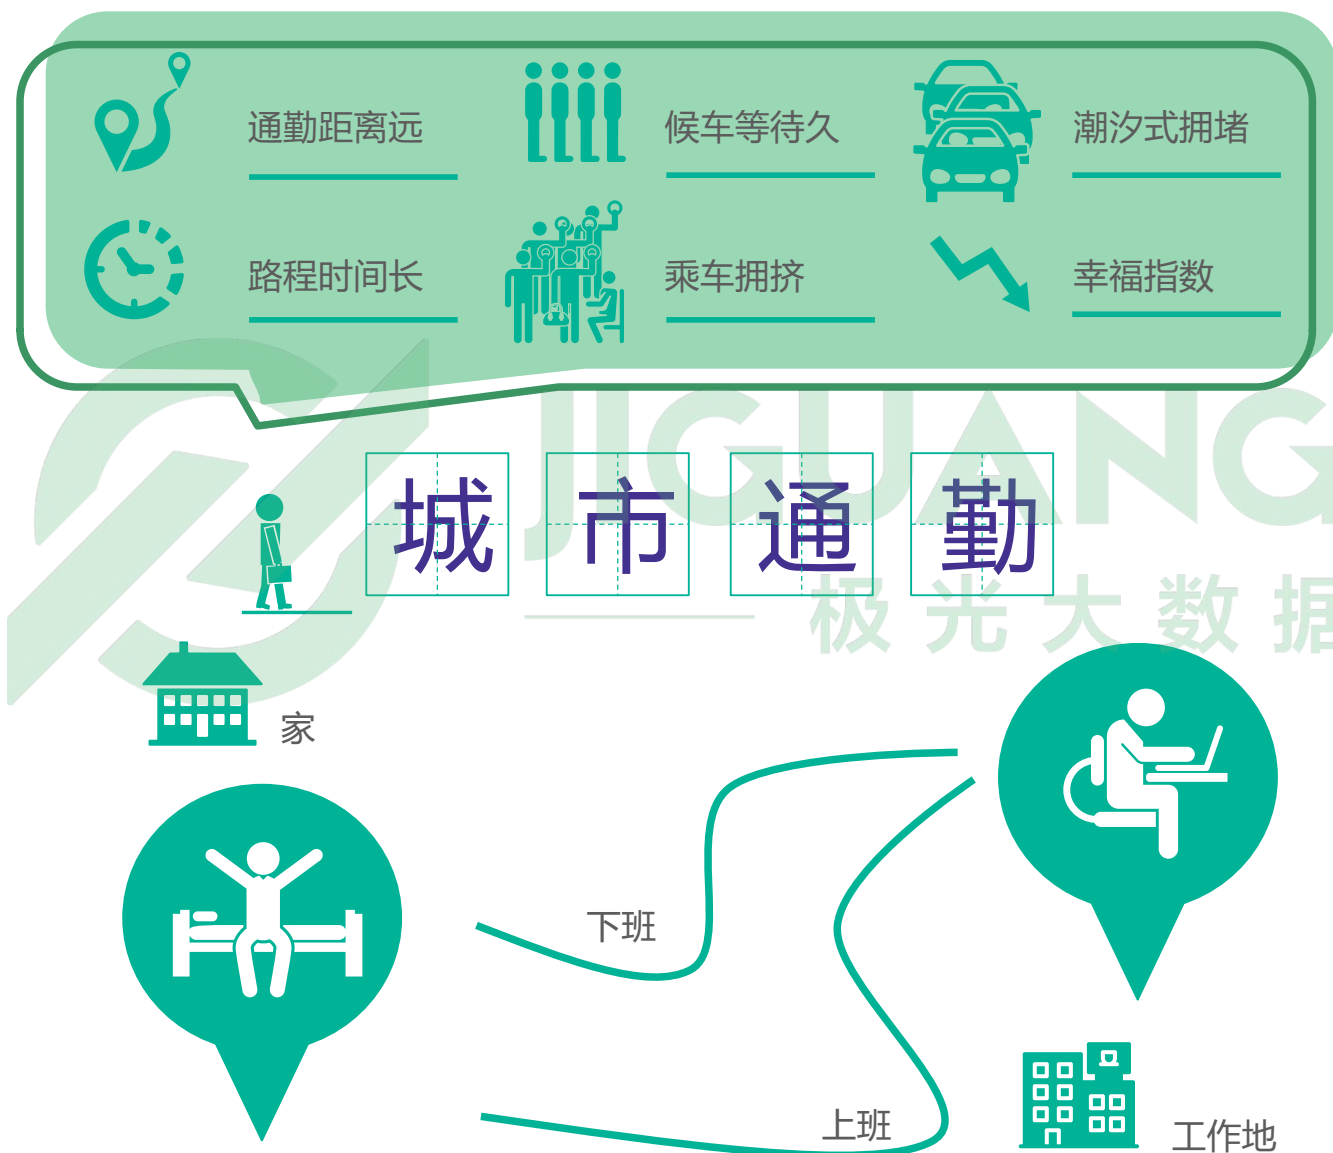 通勤距离远
候车等待久
潮汐式拥堵
路程时间长
乘车拥挤
幸福指数
JIGUANG
城市通勤
极光大数据
家
下班
上班
工作地